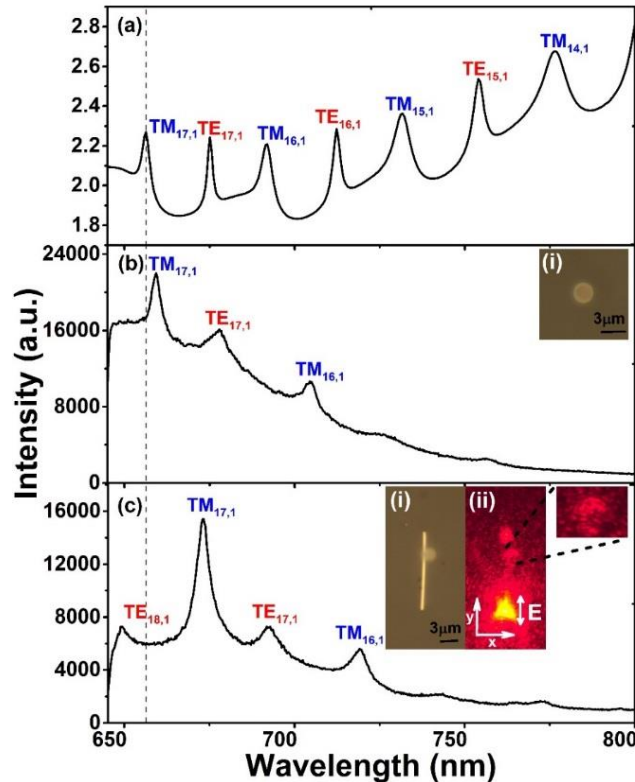 Intensity (a.u.)
(a)
2.8
2.6
2.4
2.2
2.0
1.8
TM17,1
TE17,1
TM16,1
TE16,1
TM15,1
TE15,1
TM14,1
(b)
24000
16000
8000
0
TM17,1
TE17,1
TM16,1
(i)
3μm
(c)
16000
12000
8000
4000
0
TE18,1
TM17,1
TE17,1
TM16,1
(i)
3μm
(ii)
E
y
x
650 700 750 800
Wavelength (nm)